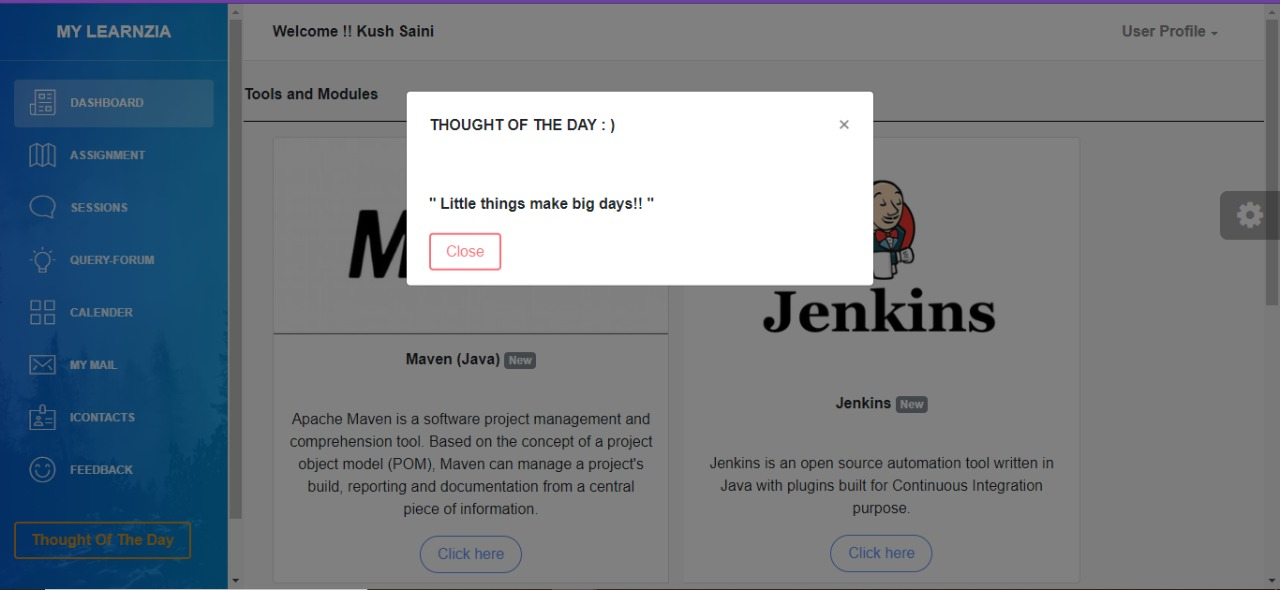 MY LEARNZIA
DASHBOARD
ASSIGNMENT
SESSIONS
QUERY-FORUM
CALENDER
MY MAIL
ICONTACTS
FEEDBACK
Thought Of The Day
Welcome !! Kush Saini
User Profile
Tools and Modules
THOUGHT OF THE DAY : )
×
" Little things make big days!! "
Close
M
Maven (Java) New
Apache Maven is a software project management and
comprehension tool. Based on the concept of a project
object model (POM), Maven can manage a project's
build, reporting and documentation from a central
piece of information.
Click here
Jenkins
Jenkins New
Jenkins is an open source automation tool written in
Java with plugins built for Continuous Integration
purpose.
Click here